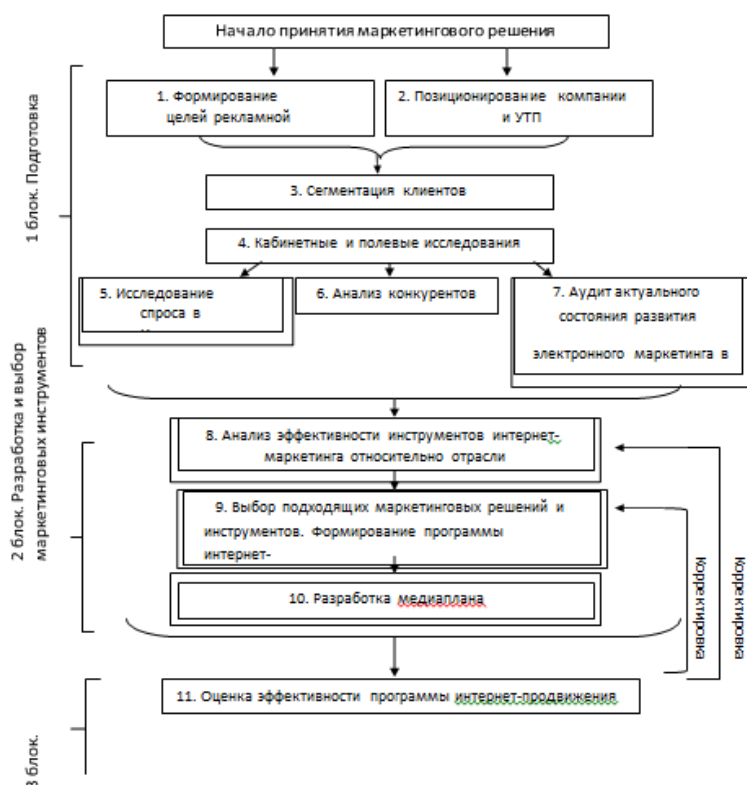 Начало принятия маркетингового решения
1 блок. Подготовка
1. Формирование
целей рекламной
2. Позиционирование компании
и УТП
3. Сегментация клиентов
4. Кабинетные и полевые исследования
5. Исследование
спроса в
6. Анализ конкурентов
7. Аудит актуального
состояния развития
электронного маркетинга в
2 блок. Разработка и выбор
маркетинговых инструментов
8. Анализ эффективности инструментов интернет-
маркетинга относительно отрасли
9. Выбор подходящих маркетинговых решений и
инструментов. Формирование программы
интернет-
10. Разработка медиаплана
Корректировка
Корректировка
11. Оценка эффективности программы интернет-продвижения
3 блок.